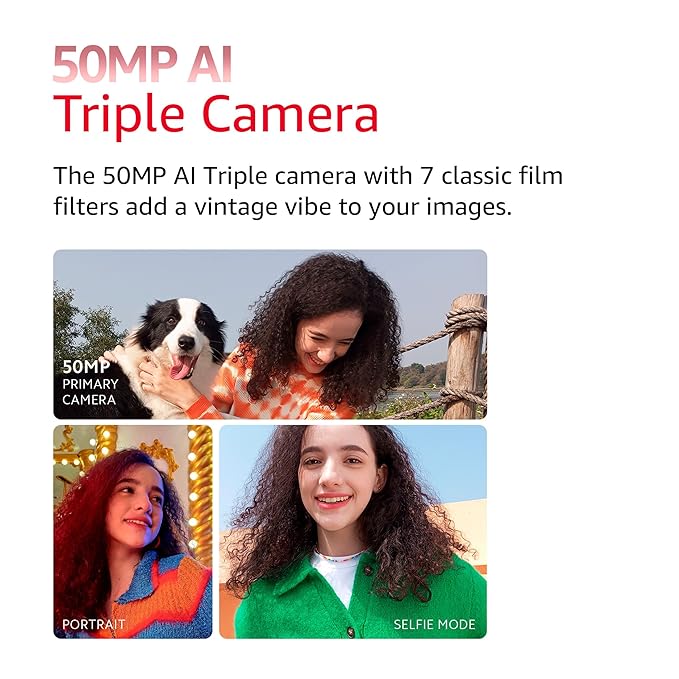 50MP AI
Triple Camera
The 50MP AI Triple camera with 7 classic film
filters add a vintage vibe to your images.
50MP
PRIMARY
CAMERA
PORTRAIT
SELFIE MODE